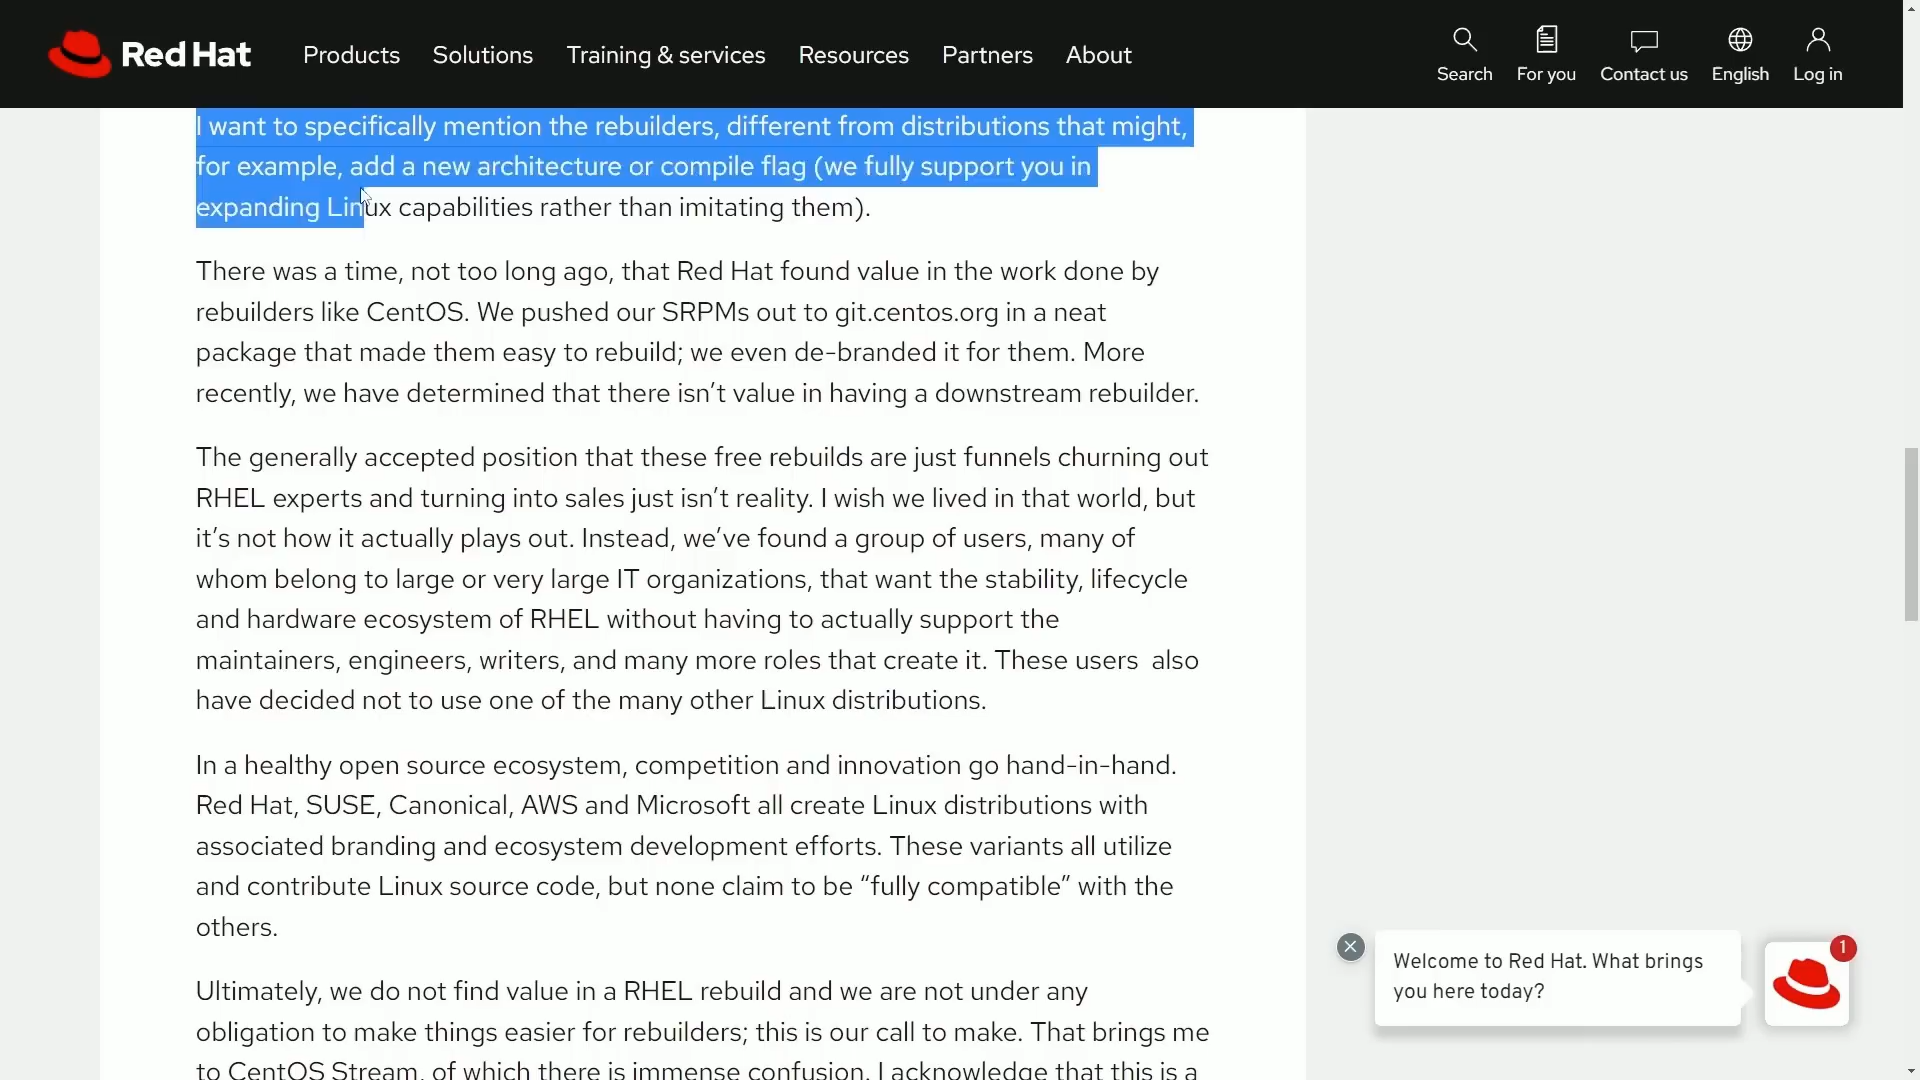 Red Hat
Products Solutions Training & services Resources Partners About
Search For you Contact us English Log in
I want to specifically mention the rebuilders, different from distributions that might,
for example, add a new architecture or compile flag (we fully support you in
expanding Linux capabilities rather than imitating them).
There was a time, not too long ago, that Red Hat found value in the work done by
rebuilders like CentOS. We pushed our SRPMs out to git.centos.org in a neat
package that made them easy to rebuild; we even de-branded it for them. More
recently, we have determined that there isn’t value in having a downstream rebuilder.
The generally accepted position that these free rebuilds are just funnels churning out
RHEL experts and turning into sales just isn’t reality. I wish we lived in that world, but
it’s not how it actually plays out. Instead, we’ve found a group of users, many of
whom belong to large or very large IT organizations, that want the stability, lifecycle
and hardware ecosystem of RHEL without having to actually support the
maintainers, engineers, writers, and many more roles that create it. These users also
have decided not to use one of the many other Linux distributions.
In a healthy open source ecosystem, competition and innovation go hand-in-hand.
Red Hat, SUSE, Canonical, AWS and Microsoft all create Linux distributions with
associated branding and ecosystem development efforts. These variants all utilize
and contribute Linux source code, but none claim to be “fully compatible” with the
others.
Ultimately, we do not find value in a RHEL rebuild and we are not under any
obligation to make things easier for rebuilders; this is our call to make. That brings me
to CentOS Stream, of which there is immense confusion. I acknowledge that this is a
Welcome to Red Hat. What brings
you here today?
1